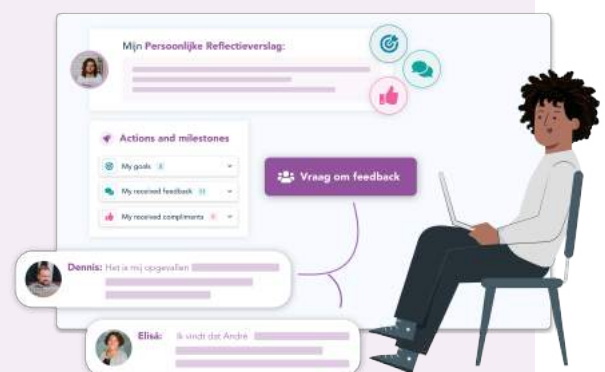 Mijn Persoonlijke Reflectieverslag:
Actions and milestones
My goals
My received feedback
My received compliments
Vraag om feedback
Dennis: Het is mij opgevallen
Elisä: Ik vindt dat André